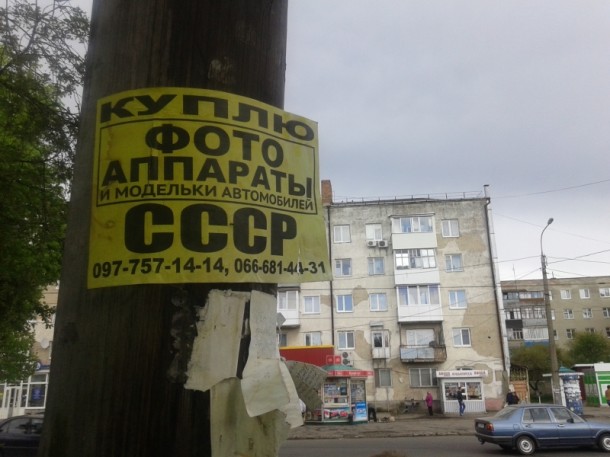 КУПЛЮ
ФОТО
АППАРАТЫ
И МОДЕЛЬКИ АВТОМОБИЛЕЙ
СССР
097-757-14-14, 066-681-44-31